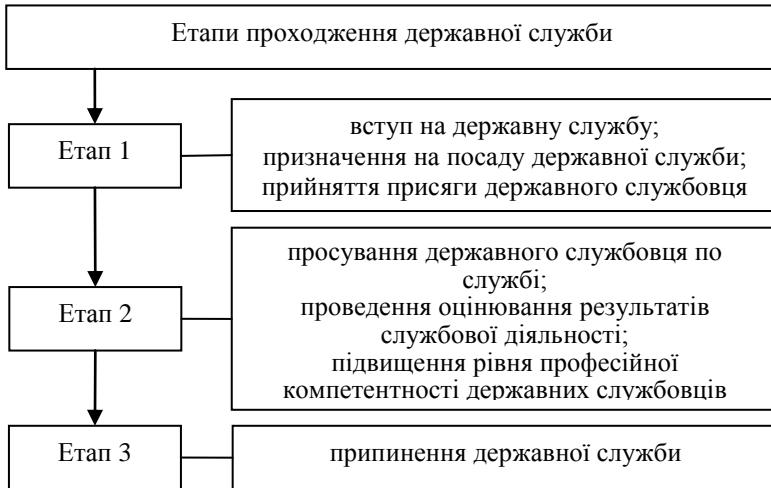 Етапи проходження державної служби
Етап 1
вступ на державну службу;
призначення на посаду державної служби;
прийняття присяги державного службовця
Етап 2
просування державного службовця по
службі;
проведення оцінювання результатів
службової діяльності;
підвищення рівня професійної
компетентності державних службовців
Етап 3
припинення державної служби